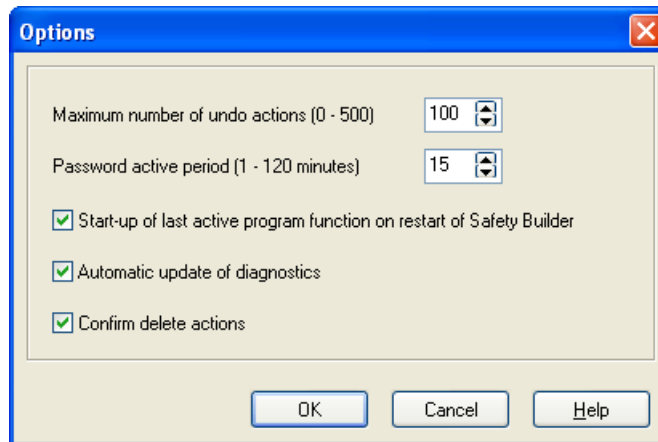 Options
Maximum number of undo actions (0 - 500) 100
Password active period (1 - 120 minutes) 15
Start-up of last active program function on restart of Safety Builder
Automatic update of diagnostics
Confirm delete actions
OK Cancel Help